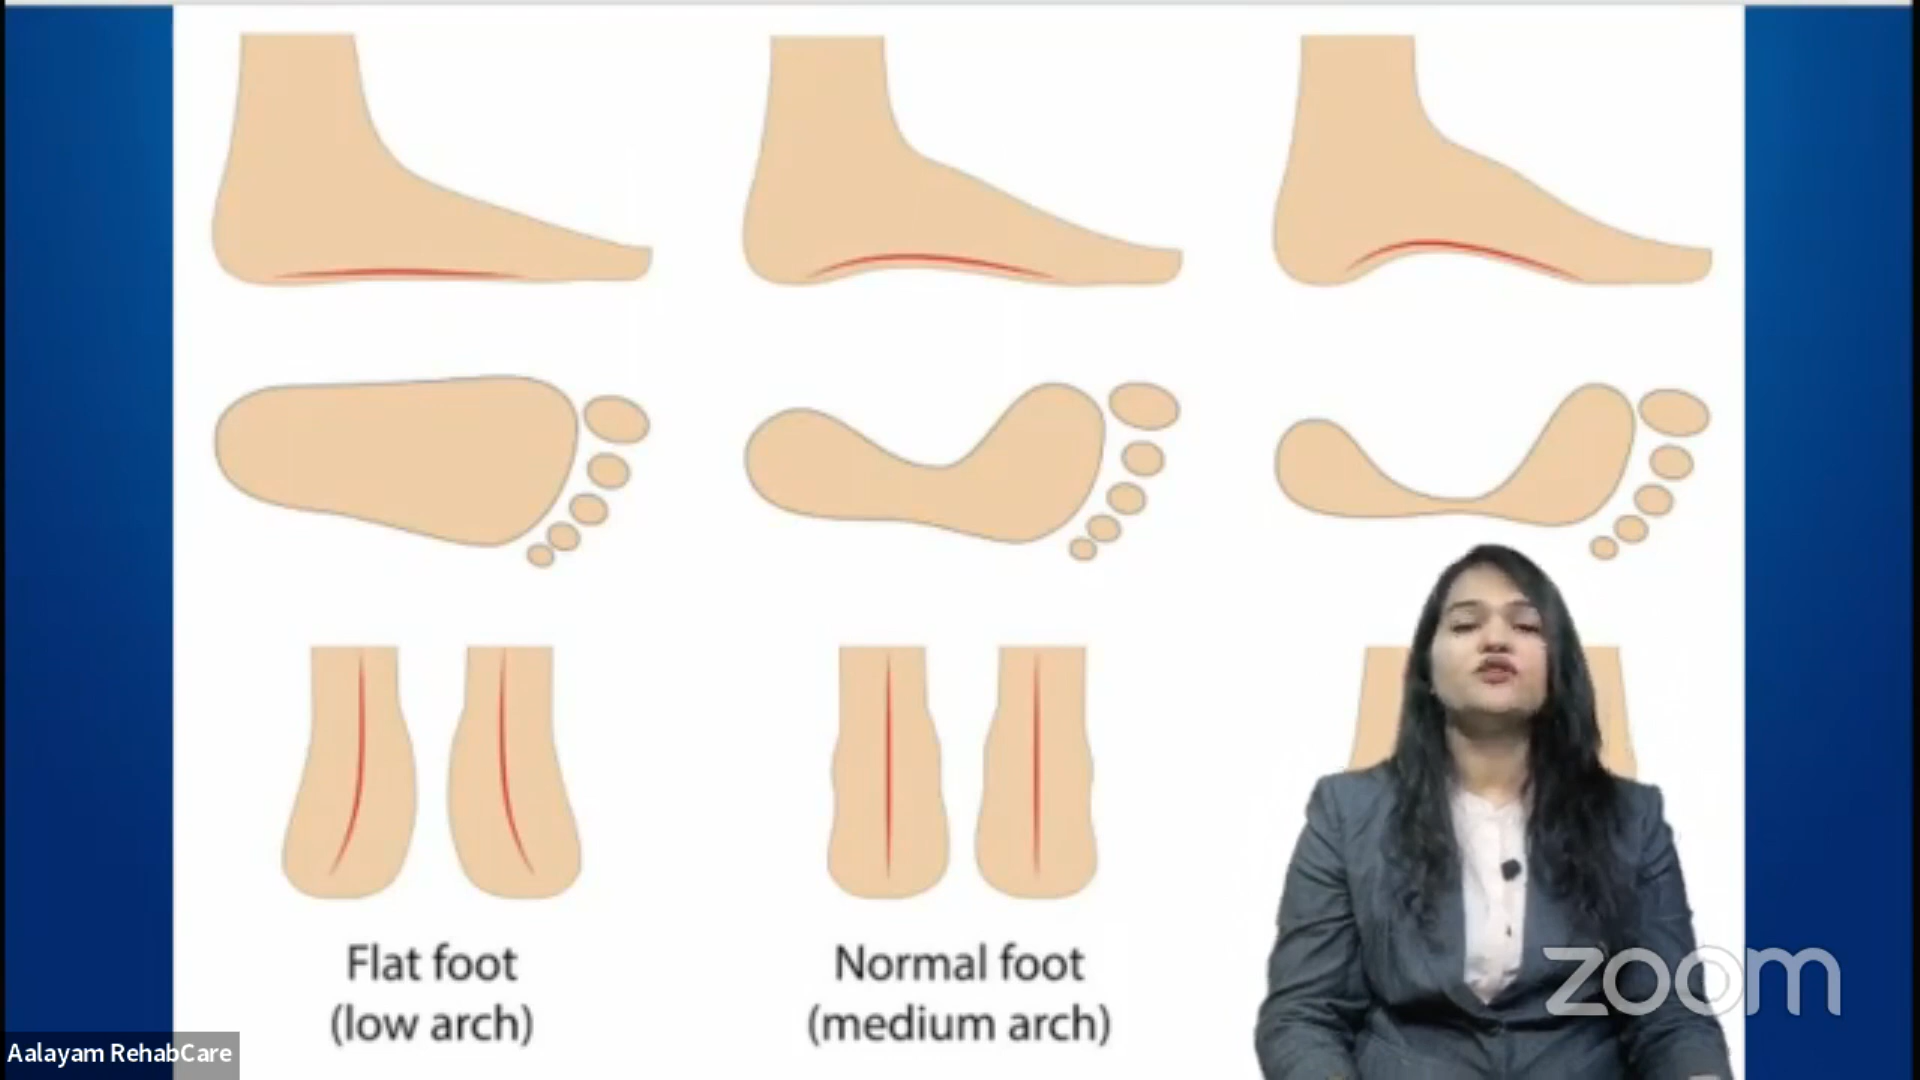 Flat foot
(low arch)
Normal foot
(medium arch)
zoom
Aalayam RehabCare